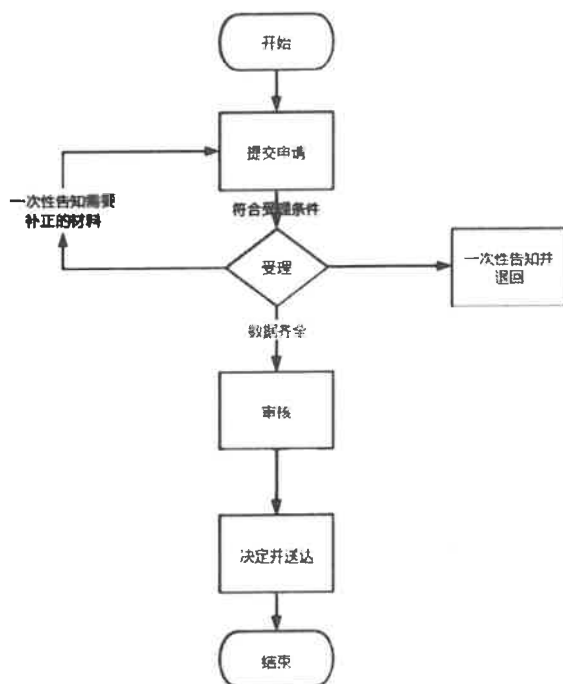 开始
提交申请
一次性告知需要
补正的材料
符合受理条件
受理
一次性告知并
退回
数据齐全
审核
决定并送达
结束